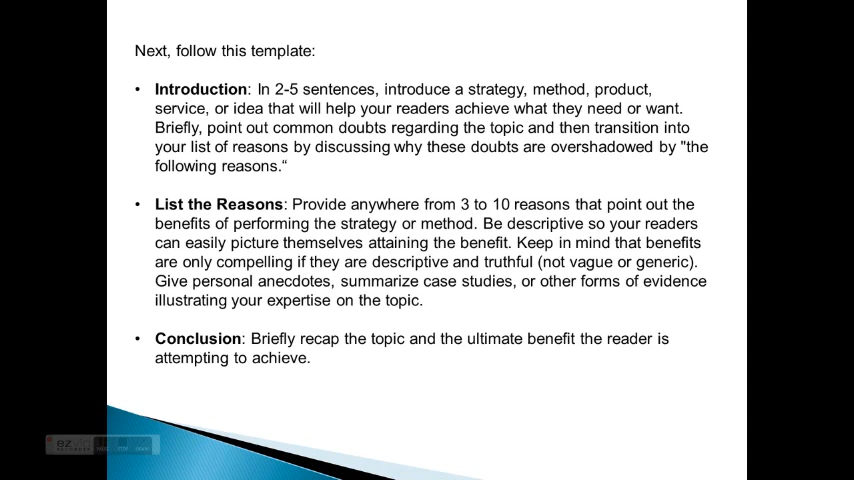 Next, follow this template:
• Introduction: In 2-5 sentences, introduce a strategy, method, product,
service, or idea that will help your readers achieve what they need or want.
Briefly, point out common doubts regarding the topic and then transition into
your list of reasons by discussing why these doubts are overshadowed by "the
following reasons.“
• List the Reasons: Provide anywhere from 3 to 10 reasons that point out the
benefits of performing the strategy or method. Be descriptive so your readers
can easily picture themselves attaining the benefit. Keep in mind that benefits
are only compelling if they are descriptive and truthful (not vague or generic).
Give personal anecdotes, summarize case studies, or other forms of evidence
illustrating your expertise on the topic.
• Conclusion: Briefly recap the topic and the ultimate benefit the reader is
attempting to achieve.
ezvid